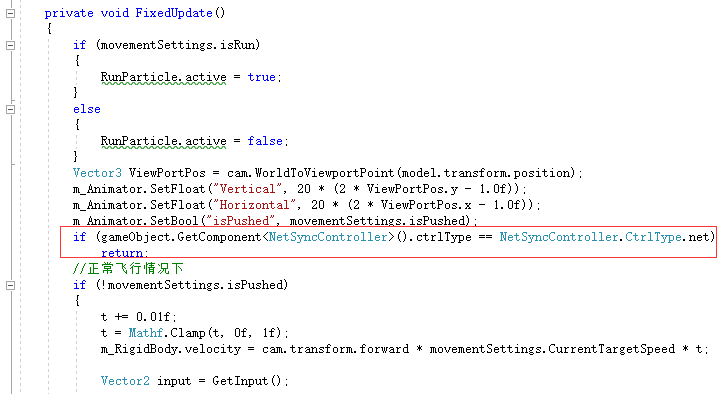 private void FixedUpdate()
{
if (movementSettings.isRun)
{
RunParticle.active = true;
}
else
{
RunParticle.active = false;
}
Vector3 ViewPortPos = cam.WorldToViewportPoint(model.transform.position);
m_Animator.SetFloat("Vertical", 20 * (2 * ViewPortPos.y - 1.0f));
m_Animator.SetFloat("Horizontal", 20 * (2 * ViewPortPos.x - 1.0f));
m_Animator.SetBool("isPushed", movementSettings.isPushed);
if (gameObject.GetComponent<NetSyncController>().ctrlType == NetSyncController.CtrlType.net)
return;
//正常飞行情况下
if (!movementSettings.isPushed)
{
t += 0.01f;
t = Mathf.Clamp(t, 0f, 1f);
m_RigidBody.velocity = cam.transform.forward * movementSettings.CurrentTargetSpeed * t;
Vector2 input = GetInput();